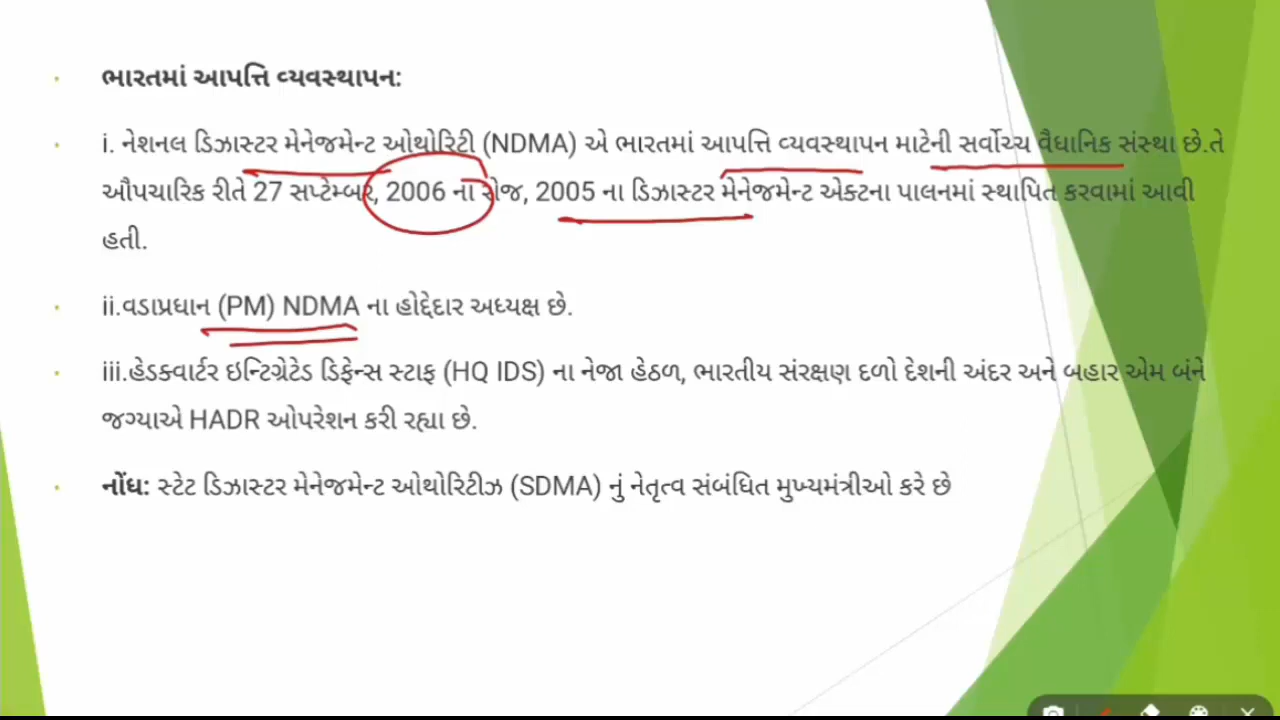 ભારતમાં આપત્તિ વ્યવસ્થાપન:
i. નેશનલ ડિઝાસ્ટર મેનેજમેન્ટ ઓથોરિટી (NDMA) એ ભારતમાં આપત્તિ વ્યવસ્થાપન માટેની સર્વોચ્ચ વૈધાનિક સંસ્થા છે.તે
ઔપચારિક રીતે 27 સપ્ટેમ્બર, 2006 ના રોજ, 2005 ના ડિઝાસ્ટર મેનેજમેન્ટ એક્ટના પાલનમાં સ્થાપિત કરવામાં આવી
હતી.
ii.વડાપ્રધાન (PM) NDMA ના હોદ્દેદાર અધ્યક્ષ છે.
iii.હેડક્વાર્ટર ઇન્ટિગ્રેટેડ ડિફેન્સ સ્ટાફ (HQ IDS) ના નેજા હેઠળ, ભારતીય સંરક્ષણ દળો દેશની અંદર અને બહાર એમ બંને
જગ્યાએ HADR ઓપરેશન કરી રહ્યા છે.
નોંધ: સ્ટેટ ડિઝાસ્ટર મેનેજમેન્ટ ઓથોરિટીઝ (SDMA) નું નેતૃત્વ સંબંધિત મુખ્યમંત્રીઓ કરે છે